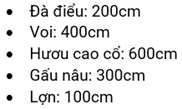 • Đà điểu: 200cm
• Voi: 400cm
• Hươu cao cổ: 600cm
• Gấu nâu: 300cm
• Lợn: 100cm